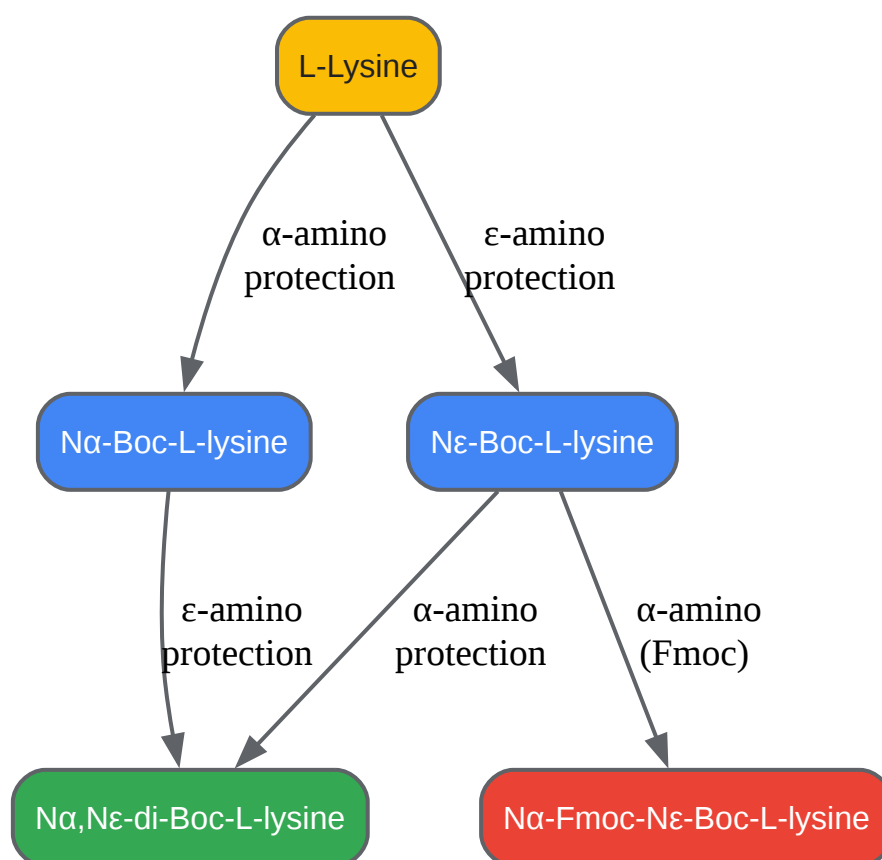 L-Lysine
α-amino
protection
ε-amino
protection
Nα-Boc-L-lysine
Nε-Boc-L-lysine
ε-amino
protection
α-amino
protection
α-amino
(Fmoc)
Nα,Nε-di-Boc-L-lysine
Nα-Fmoc-Nε-Boc-L-lysine